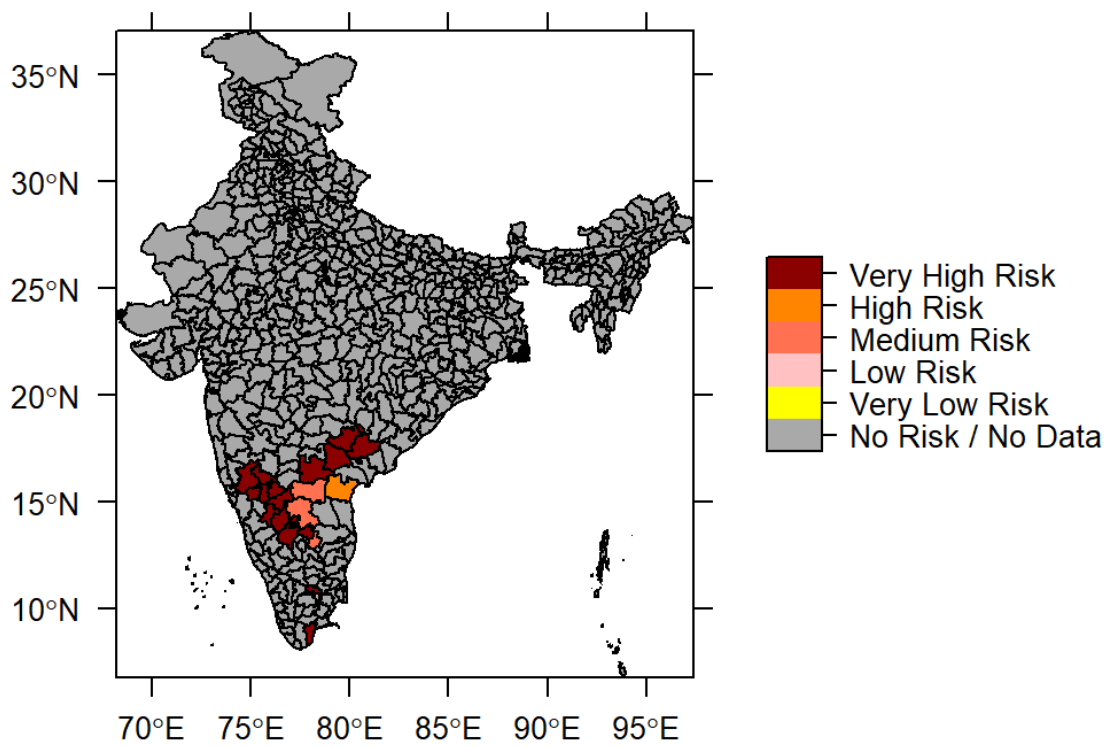 35°N
30°N
25°N
20°N
15°N
10°N
70°E 75°E 80°E 85°E 90°E 95°E
Very High Risk
High Risk
Medium Risk
Low Risk
Very Low Risk
No Risk / No Data